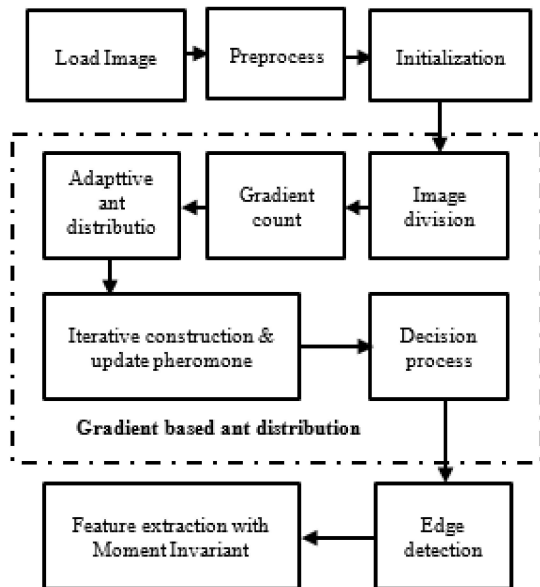 Load Image
Preprocess
Initialization
Adapttive
ant
distributio
Gradient
count
Image
division
Iterative construction &
update pheromone
Decision
process
Gradient based ant distribution
Feature extraction with
Moment Invariant
Edge
detection